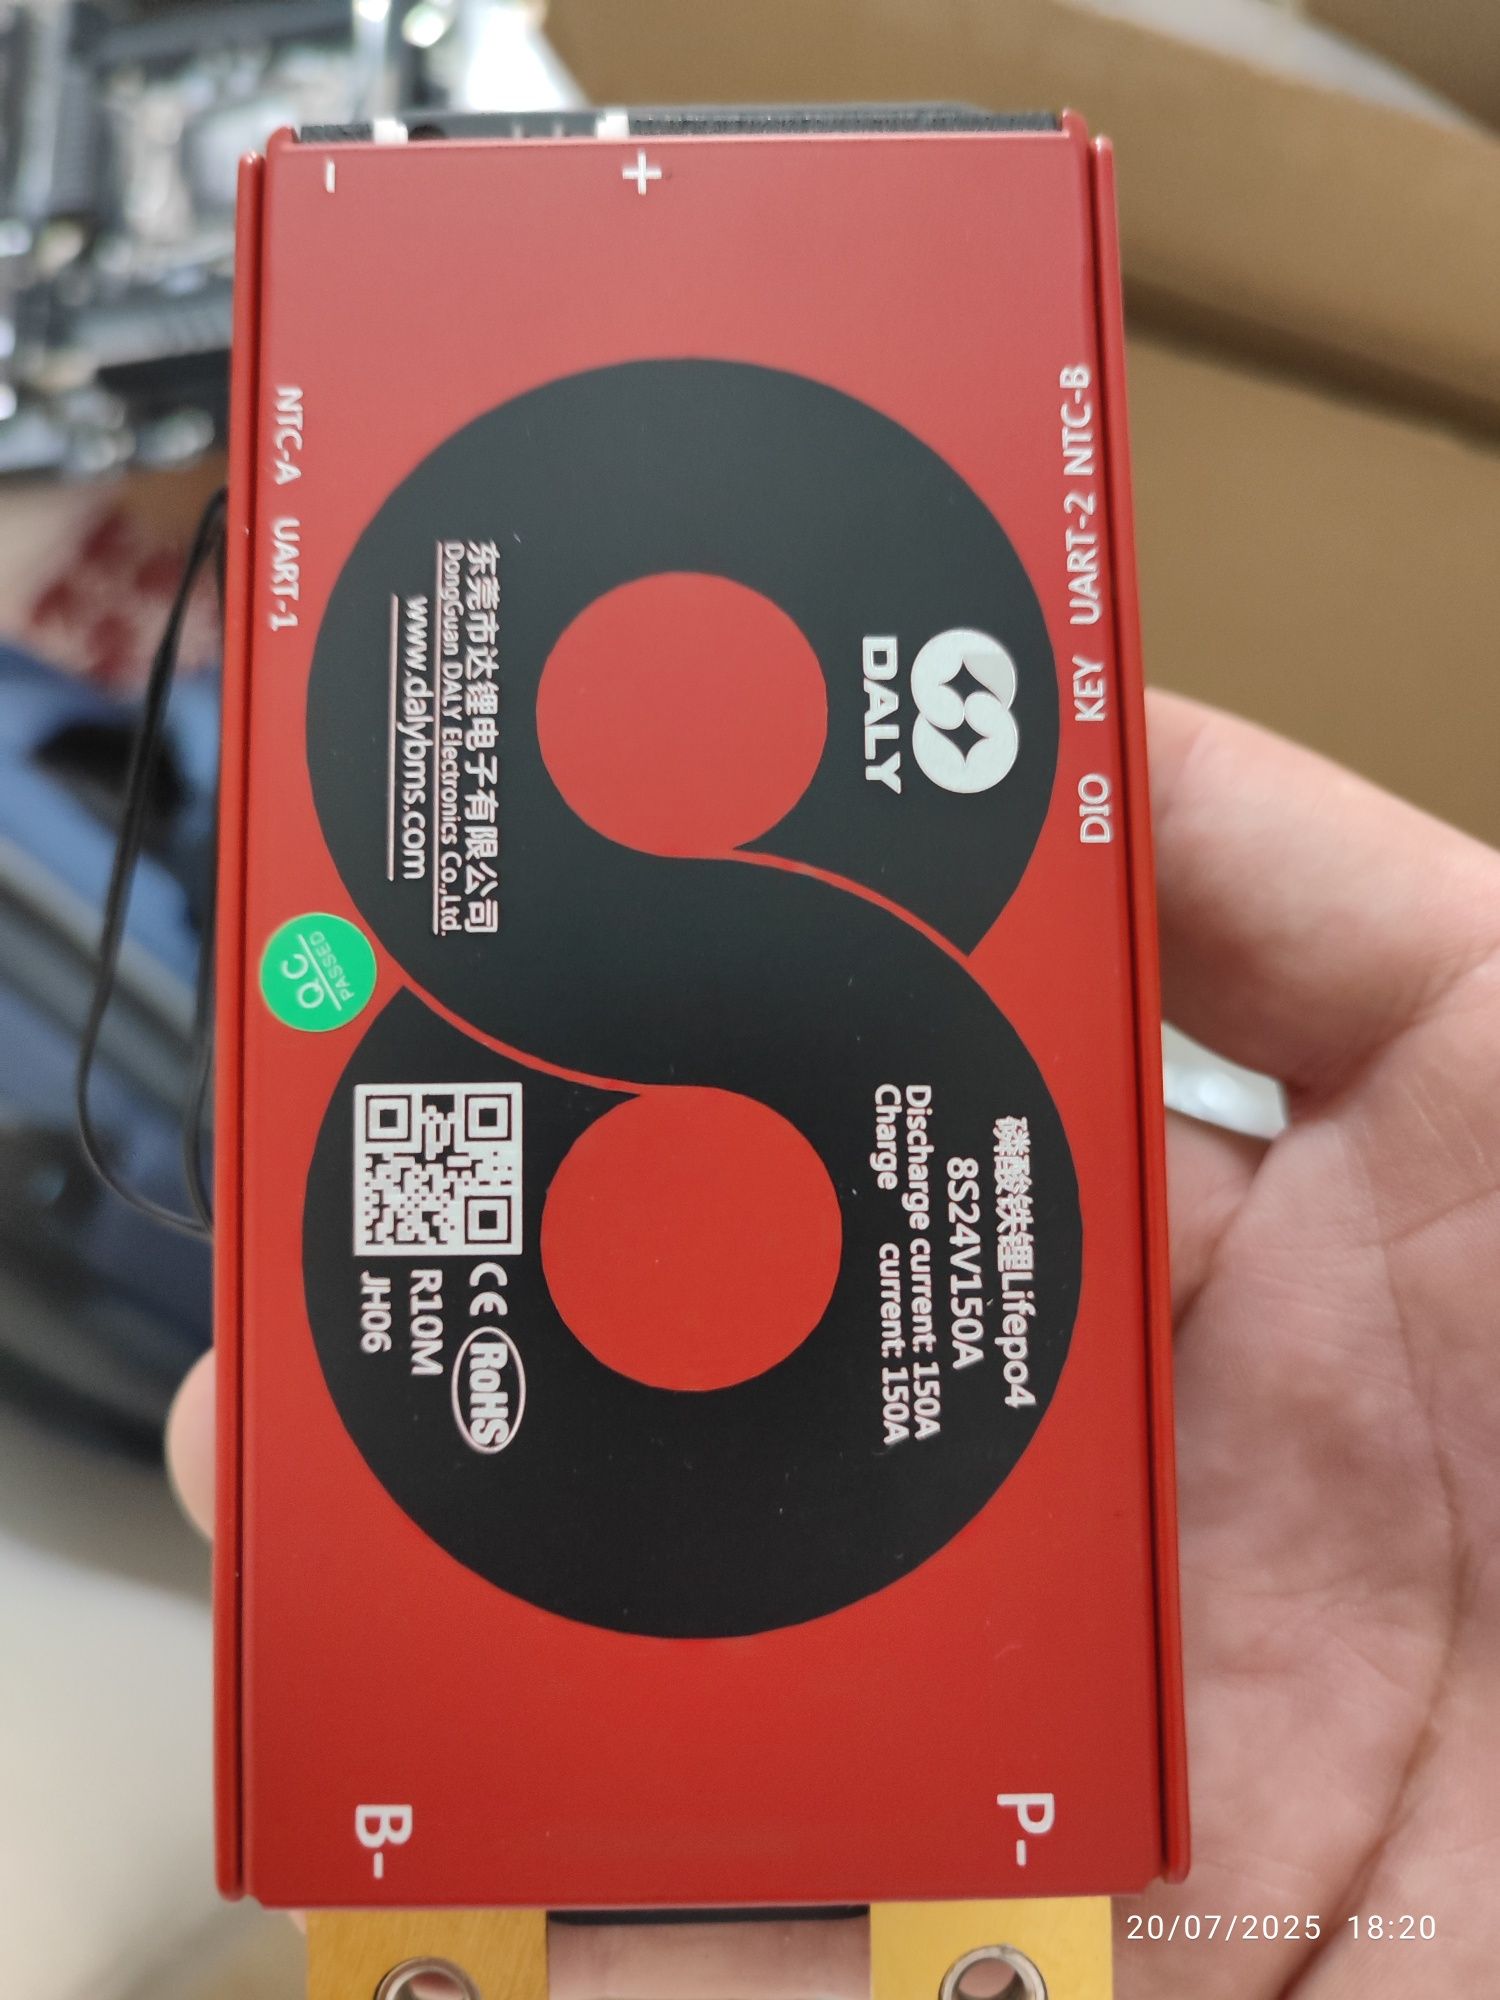 -
+
NTC-A UART-1
DIO KEY UART-2 NTC-B
DALY
东莞市达锂电子有限公司
DongGuan DALY Electronics Co.,Ltd.
www.dalybms.com
QC
PASSED
磷酸铁锂Lifepo4
8S24V150A
Discharge current: 150A
Charge current: 150A
CE RoHS
R10M
JH06
B-
P-
20/07/2025 18:20